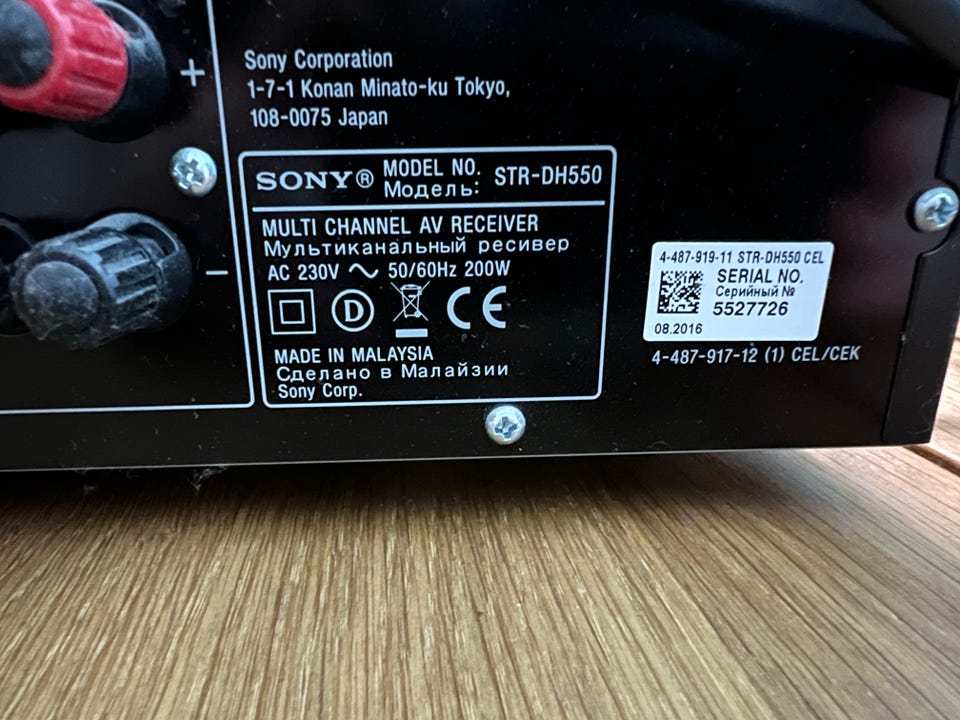 +
Sony Corporation
1-7-1 Konan Minato-ku Tokyo,
108-0075 Japan
SONY® MODEL NO. STR-DH550
Модель:
MULTI CHANNEL AV RECEIVER
Мультиканальный ресивер
AC 230V ~ 50/60Hz 200W
D CE
MADE IN MALAYSIA
Сделано в Малайзии
Sony Corp.
−
4-487-919-11 STR-DH550 CEL
SERIAL NO.
Серийный №
5527726
08.2016
4-487-917-12 (1) CEL/CEK